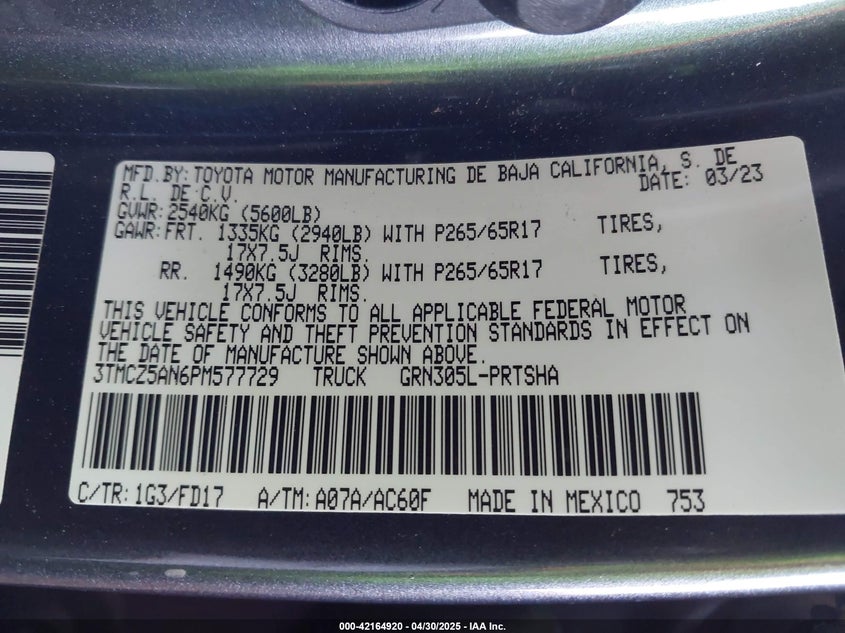 MFD.BY: TOYOTA MOTOR MANUFACTURING DE BAJA CALIFORNIA, S. DE
R.L. DE C.V. DATE: 03/23
GVWR: 2540KG (5600LB)
GAWR: FRT. 1335KG (2940LB) WITH P265/65R17 TIRES,
17X7.5J RIMS.
RR. 1490KG (3280LB) WITH P265/65R17 TIRES,
17X7.5J RIMS.
THIS VEHICLE CONFORMS TO ALL APPLICABLE FEDERAL MOTOR
VEHICLE SAFETY AND THEFT PREVENTION STANDARDS IN EFFECT ON
THE DATE OF MANUFACTURE SHOWN ABOVE.
3TMCZ5AN6PM577729 TRUCK GRN305L-PRTSHA
C/TR: 1G3/FD17 A/TM: A07A/AC60F MADE IN MEXICO 753
000-42164920 - 04/30/2025 - IAA Inc.